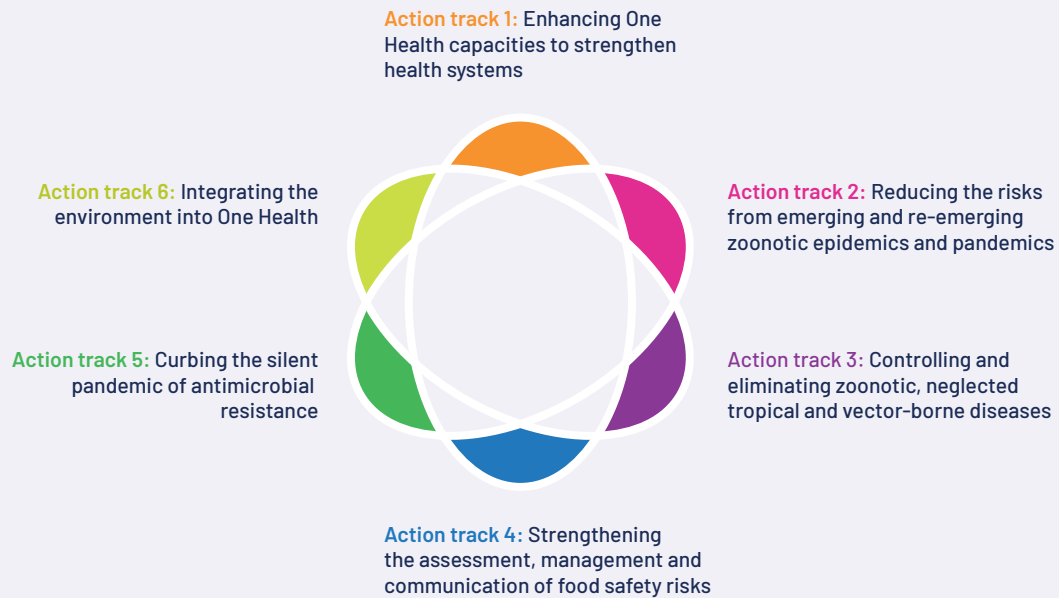 Action track 1: Enhancing One
Health capacities to strengthen
health systems
Action track 2: Reducing the risks
from emerging and re-emerging
zoonotic epidemics and pandemics
Action track 3: Controlling and
eliminating zoonotic, neglected
tropical and vector-borne diseases
Action track 4: Strengthening
the assessment, management and
communication of food safety risks
Action track 5: Curbing the silent
pandemic of antimicrobial
resistance
Action track 6: Integrating the
environment into One Health